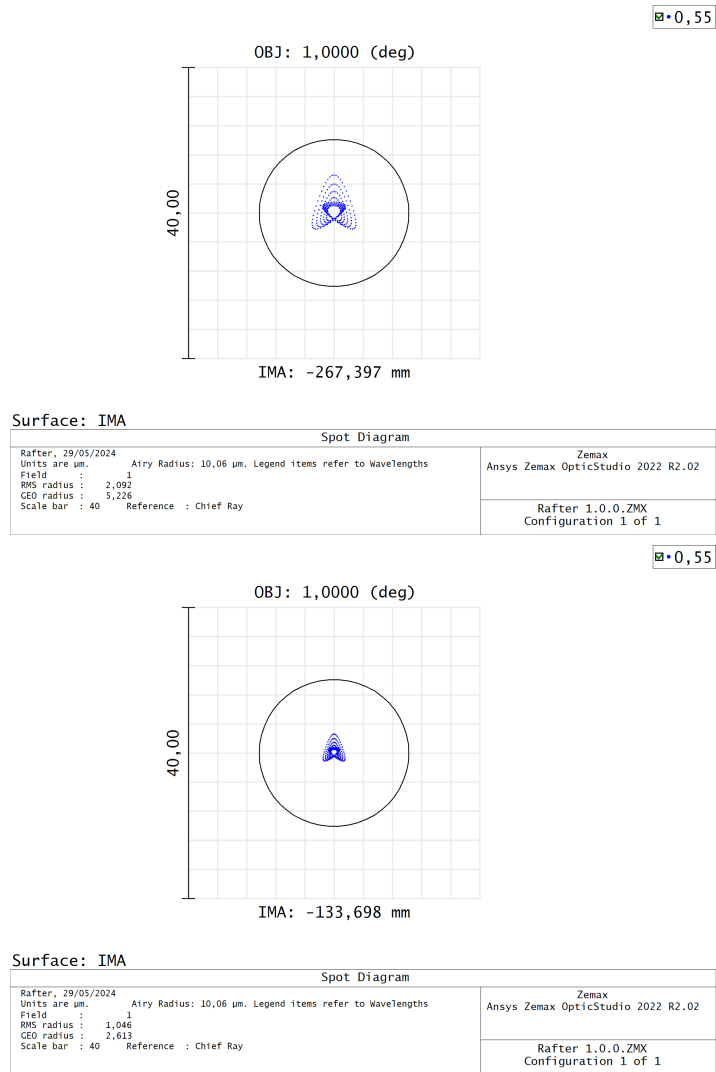 0,55
OBJ: 1,0000 (deg)
40,00
IMA: -267,397 mm
Surface: IMA
Spot Diagram
Rafter, 29/05/2024
Units are µm. Airy Radius: 10,06 µm. Legend items refer to Wavelengths
Field : 1
RMS radius : 2,092
GEO radius : 5,226
Scale bar : 40 Reference : Chief Ray
Zemax
Ansys Zemax OpticStudio 2022 R2.02
Rafter 1.0.0.ZMX
Configuration 1 of 1
0,55
OBJ: 1,0000 (deg)
40,00
IMA: -133,698 mm
Surface: IMA
Spot Diagram
Rafter, 29/05/2024
Units are µm. Airy Radius: 10,06 µm. Legend items refer to Wavelengths
Field : 1
RMS radius : 1,046
GEO radius : 2,613
Scale bar : 40 Reference : Chief Ray
Zemax
Ansys Zemax OpticStudio 2022 R2.02
Rafter 1.0.0.ZMX
Configuration 1 of 1